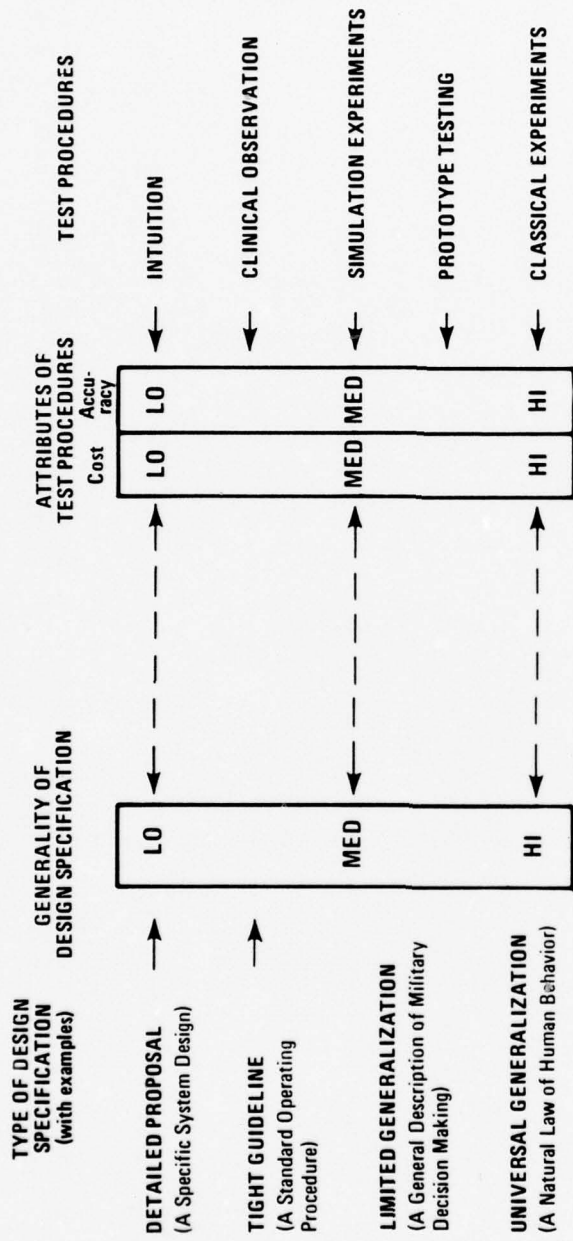 TYPE OF DESIGN
SPECIFICATION
(with examples)
GENERALITY OF
DESIGN SPECIFICATION
ATTRIBUTES OF
TEST PROCEDURES
Cost
Accu-
racy
TEST PROCEDURES
DETAILED PROPOSAL
(A Specific System Design)
LO
LO
LO
INTUITION
TIGHT GUIDELINE
(A Standard Operating
Procedure)
CLINICAL OBSERVATION
LIMITED GENERALIZATION
(A General Description of Military
Decision Making)
MED
MED
MED
SIMULATION EXPERIMENTS
PROTOTYPE TESTING
UNIVERSAL GENERALIZATION
(A Natural Law of Human Behavior)
HI
HI
HI
CLASSICAL EXPERIMENTS